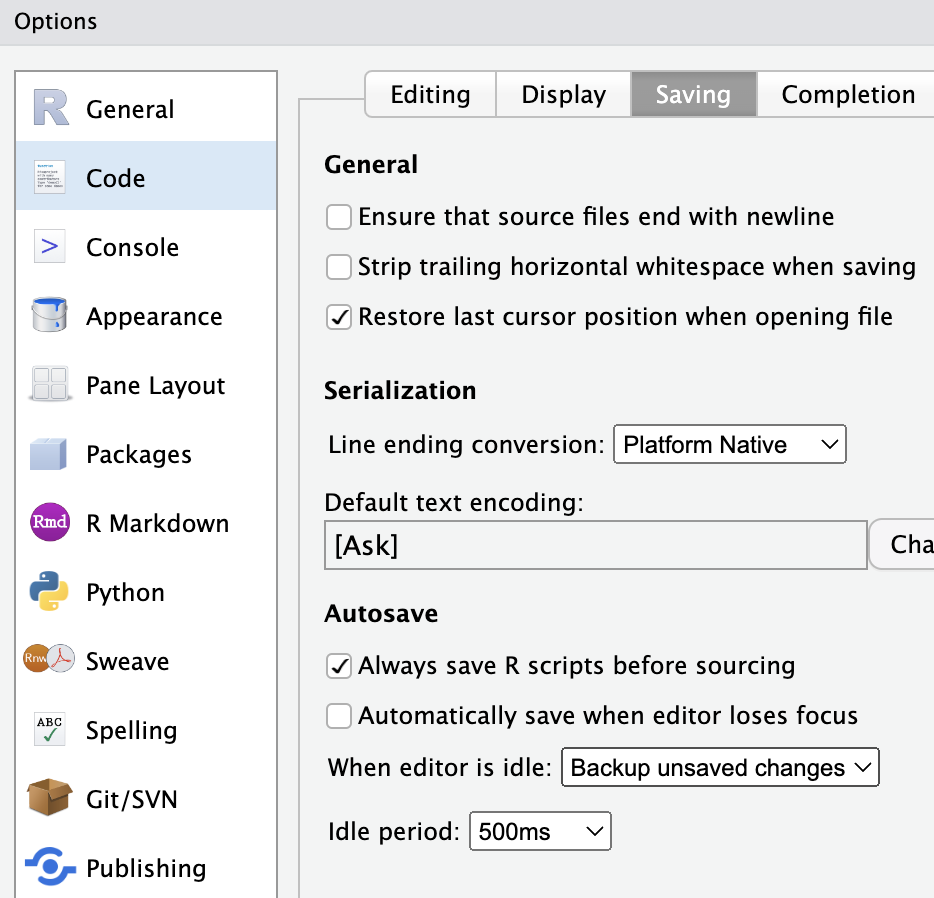 Options
General
Code
Console
Appearance
Pane Layout
Packages
Rmd R Markdown
Python
Rnw Sweave
ABC Spelling
Git/SVN
Publishing
Editing Display Saving Completion
General
Ensure that source files end with newline
Strip trailing horizontal whitespace when saving
Restore last cursor position when opening file
Serialization
Line ending conversion: Platform Native
Default text encoding:
[Ask] Cha
Autosave
Always save R scripts before sourcing
Automatically save when editor loses focus
When editor is idle: Backup unsaved changes
Idle period: 500ms